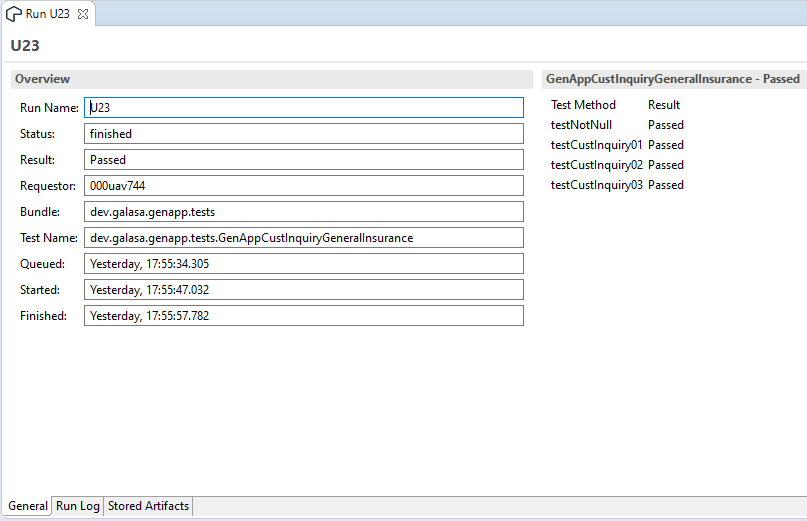 Run U23
U23
Overview
Run Name: U23
Status: finished
Result: Passed
Requestor: 000uav744
Bundle: dev.galasa.genapp.tests
Test Name: dev.galasa.genapp.tests.GenAppCustInquiryGeneralInsurance
Queued: Yesterday, 17:55:34.305
Started: Yesterday, 17:55:47.032
Finished: Yesterday, 17:55:57.782
GenAppCustInquiryGeneralInsurance - Passed
Test Method Result
testNotNull Passed
testCustInquiry01 Passed
testCustInquiry02 Passed
testCustInquiry03 Passed
General Run Log Stored Artifacts